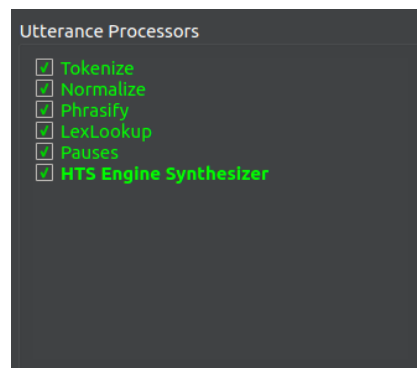 Utterance Processors
Tokenize
Normalize
Phrasify
LexLookup
Pauses
HTS Engine Synthesizer